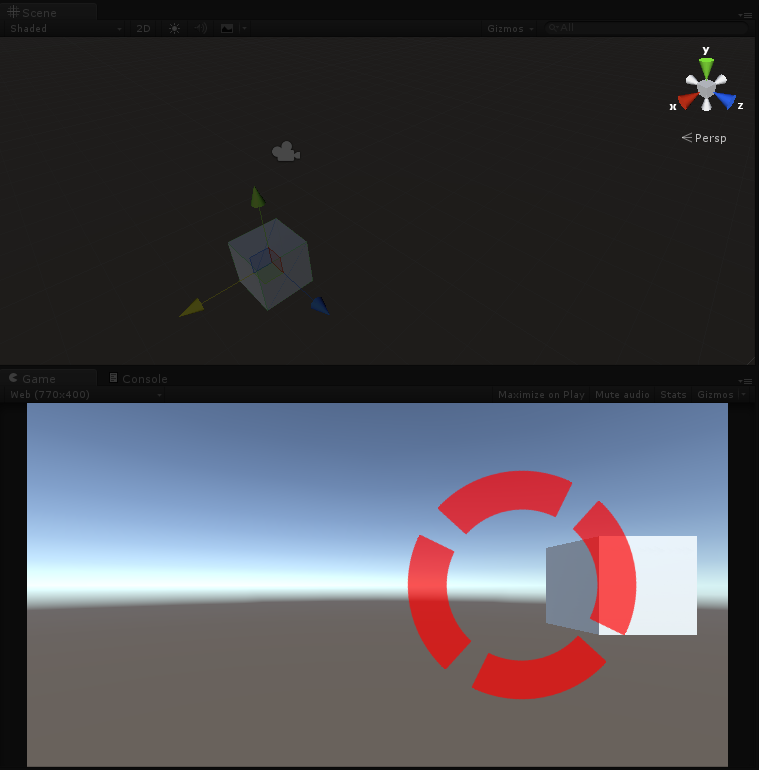 Scene
Shaded 2D Gizmos All
y
x z
Persp
Game Console
Web (770x400) Maximize on Play Mute audio Stats Gizmos